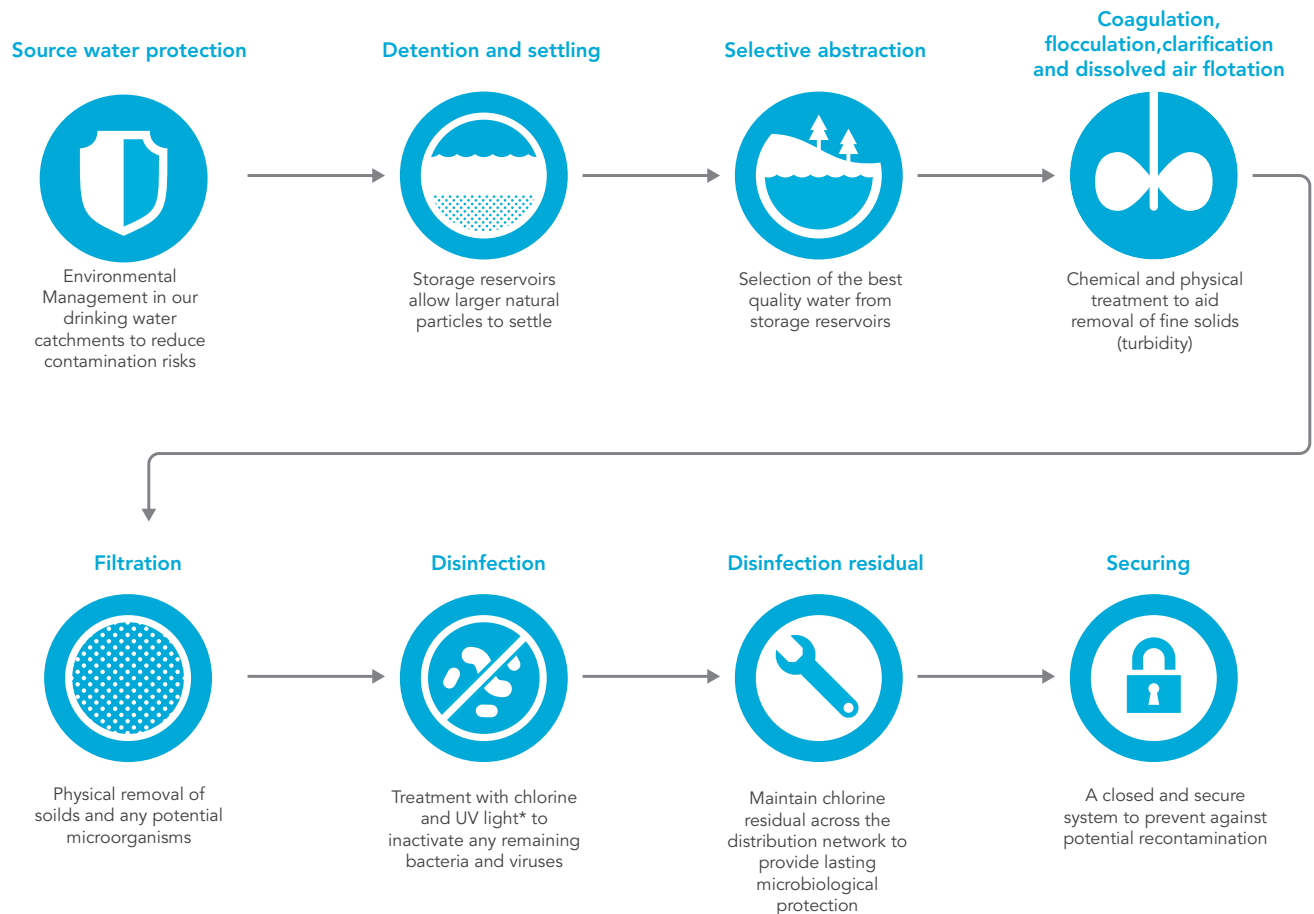 Source water protection
Environmental
Management in our
drinking water
catchments to reduce
contamination risks
Detention and settling
Storage reservoirs
allow larger natural
particles to settle
Selective abstraction
Selection of the best
quality water from
storage reservoirs
Coagulation,
flocculation,clarification
and dissolved air flotation
Chemical and physical
treatment to aid
removal of fine solids
(turbidity)
Filtration
Physical removal of
soilds and any potential
microorganisms
Disinfection
Treatment with chlorine
and UV light* to
inactivate any remaining
bacteria and viruses
Disinfection residual
Maintain chlorine
residual across the
distribution network to
provide lasting
microbiological
protection
Securing
A closed and secure
system to prevent against
potential recontamination